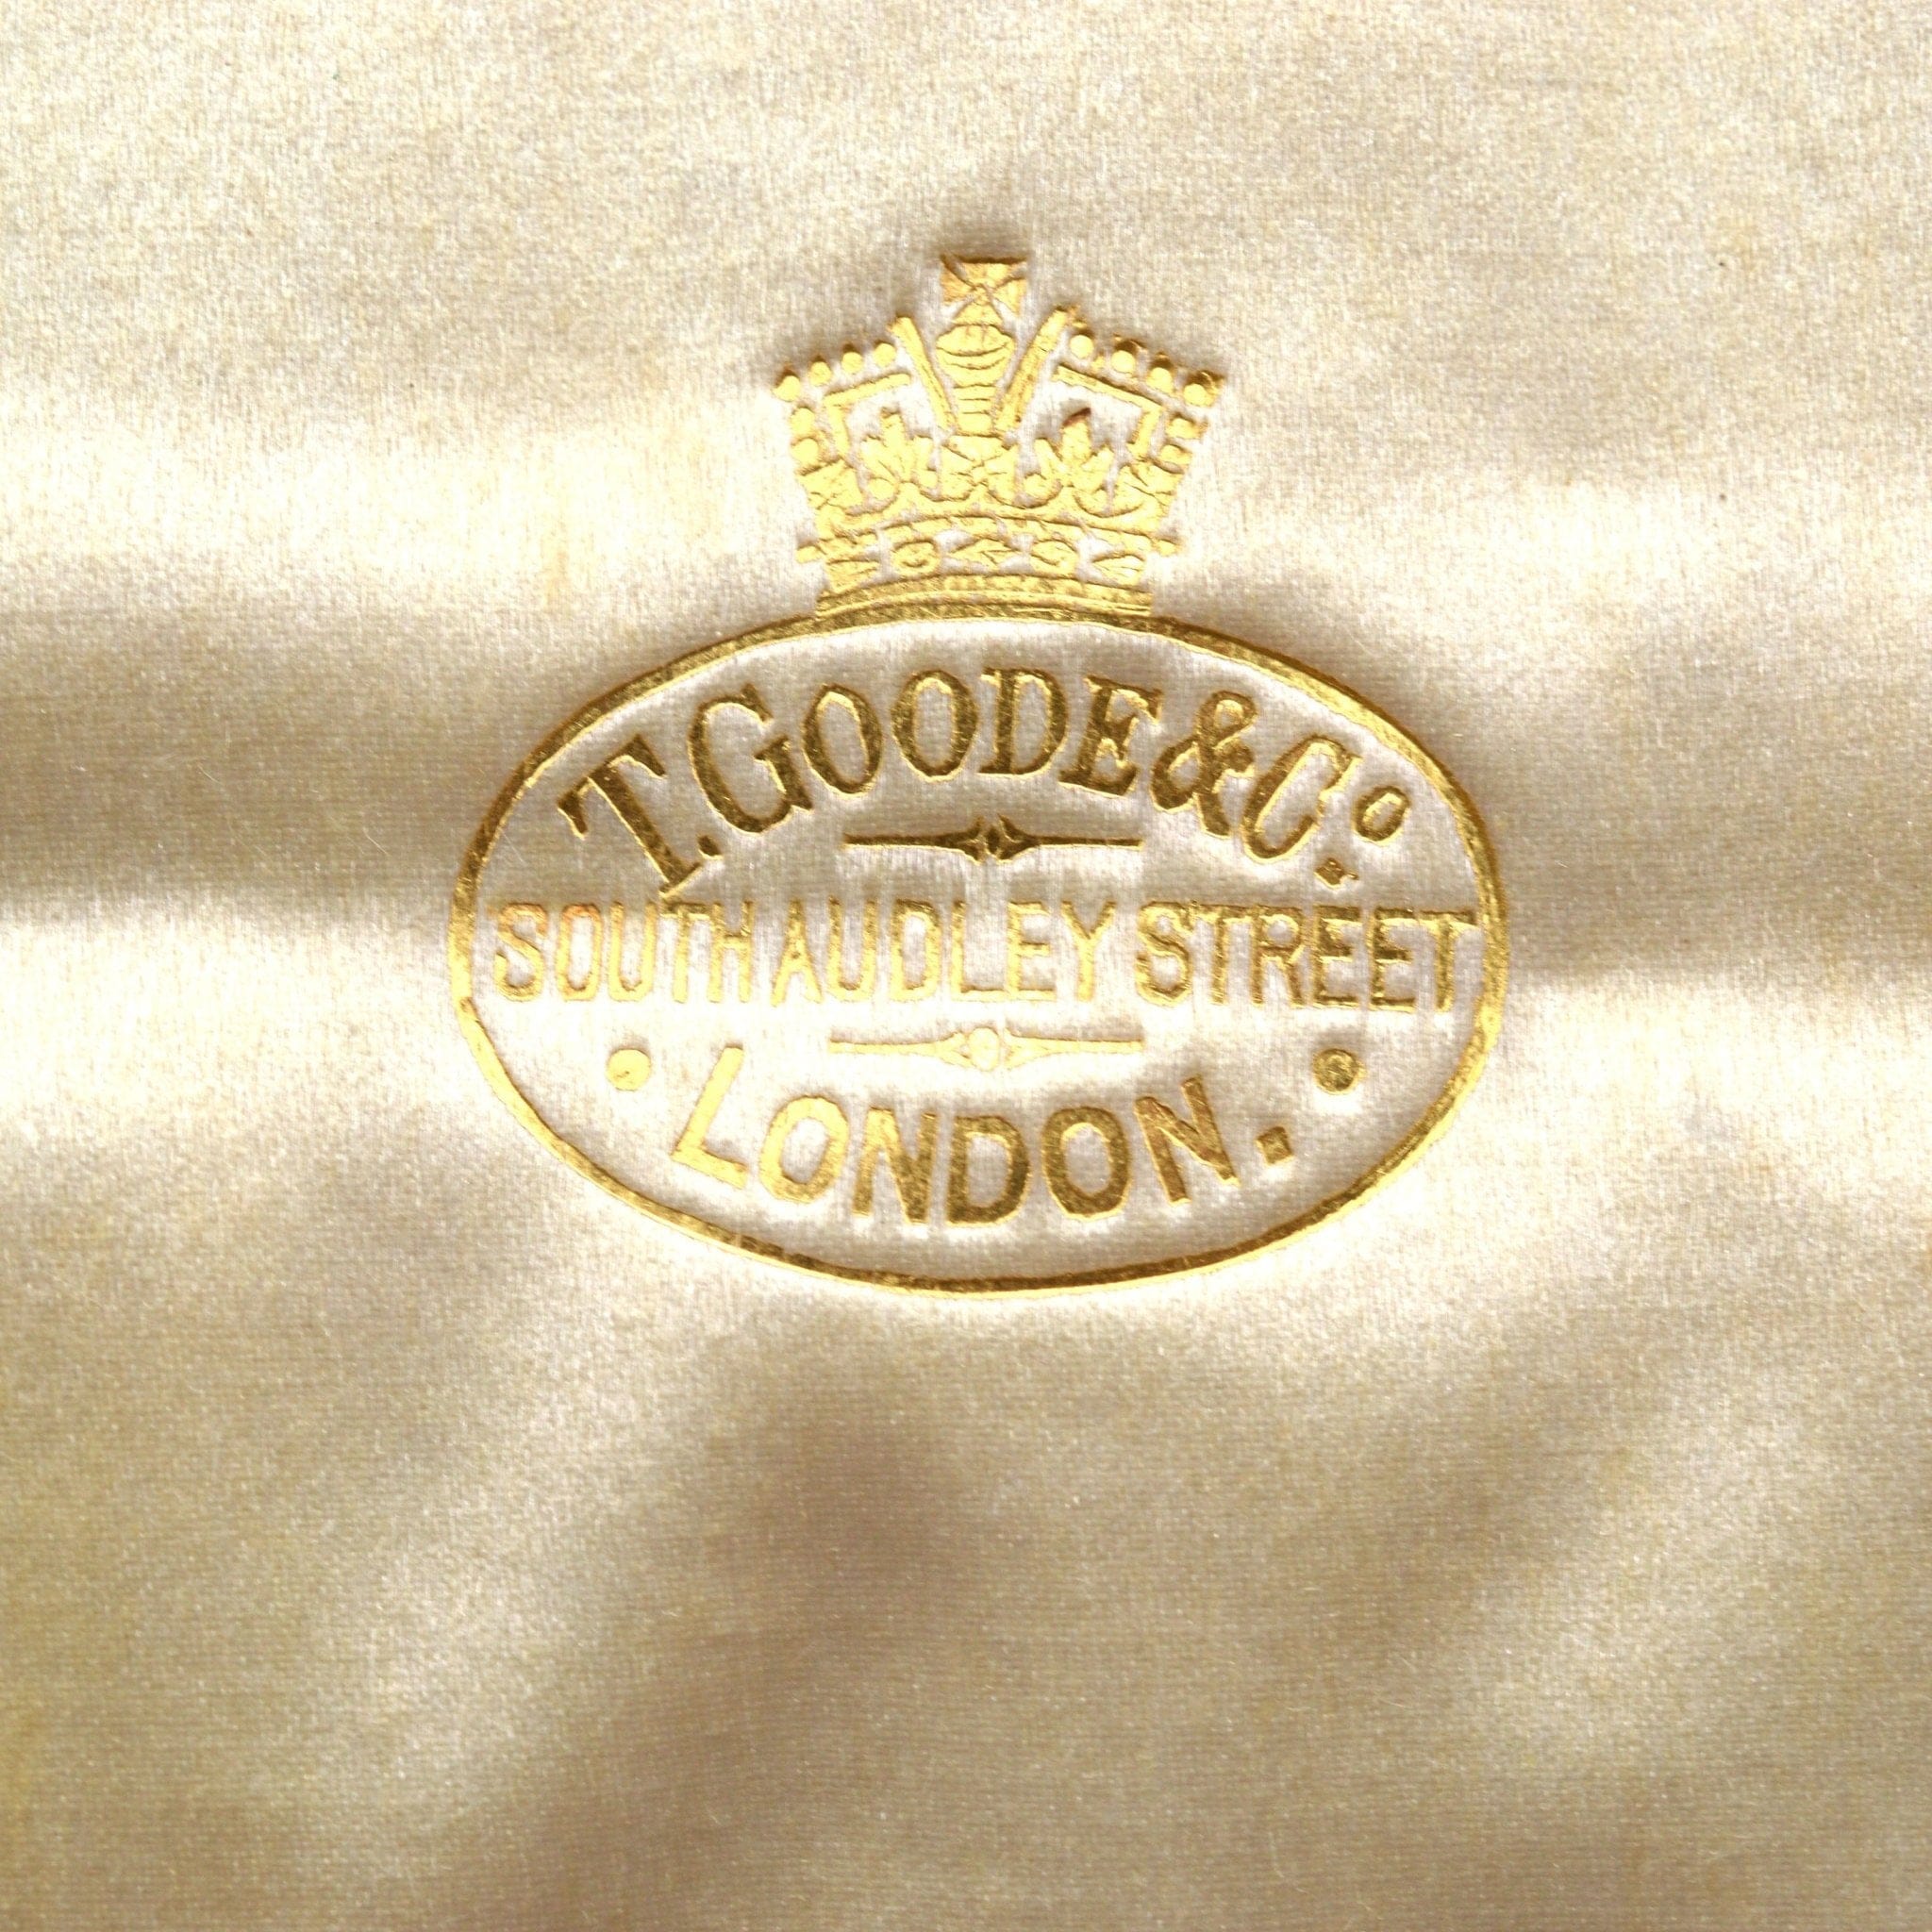 T. GOODE & Co.
SOUTH AUDLEY STREET
LONDON.